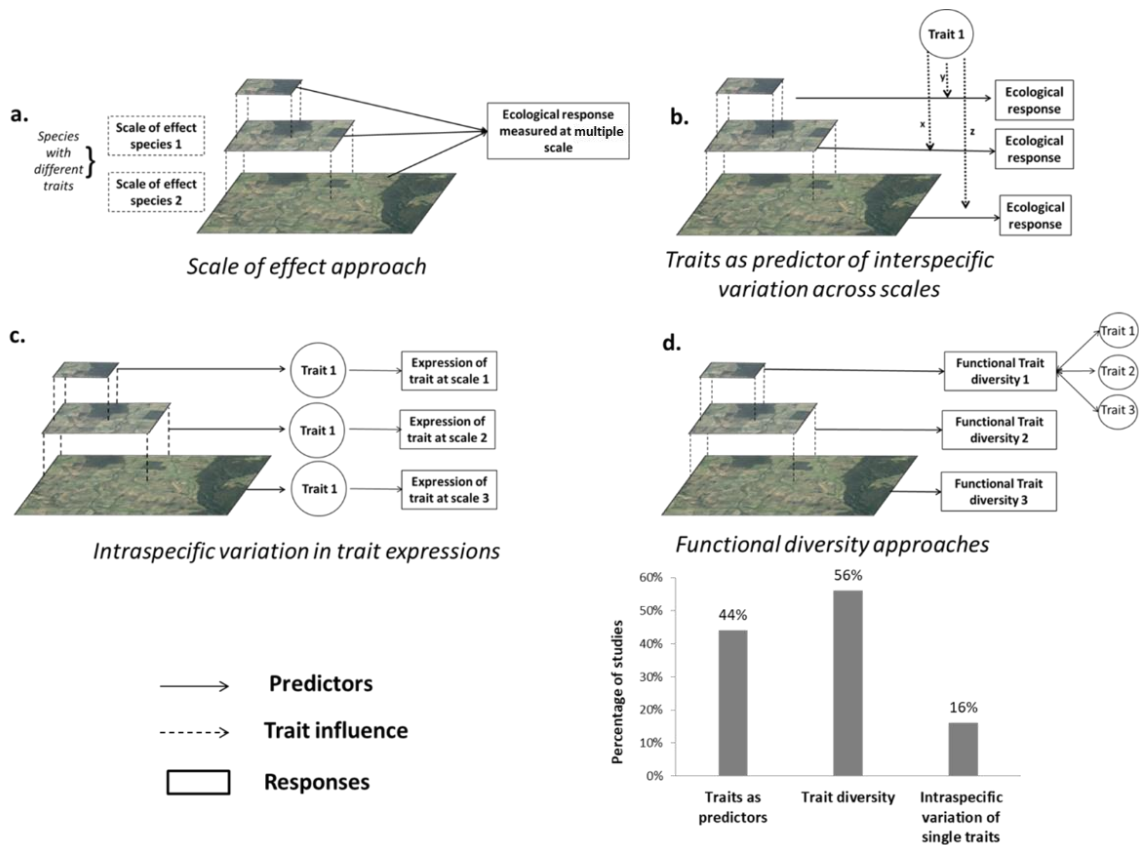 a.
Species
with
different
traits
}
Scale of effect
species 1
Scale of effect
species 2
Ecological response
measured at multiple
scale
Scale of effect approach
b.
Trait 1
y
x
z
Ecological
response
Ecological
response
Ecological
response
Traits as predictor of interspecific
variation across scales
c.
Trait 1
Expression of
trait at scale 1
Trait 1
Expression of
trait at scale 2
Trait 1
Expression of
trait at scale 3
Intraspecific variation in trait expressions
d.
Functional Trait
diversity 1
Trait 1
Trait 2
Trait 3
Functional Trait
diversity 2
Functional Trait
diversity 3
Functional diversity approaches
Predictors
Trait influence
Responses
Percentage of studies
60%
50%
40%
30%
20%
10%
0%
44%
56%
16%
Traits as
predictors
Trait diversity
Intraspecific
variation of
single traits